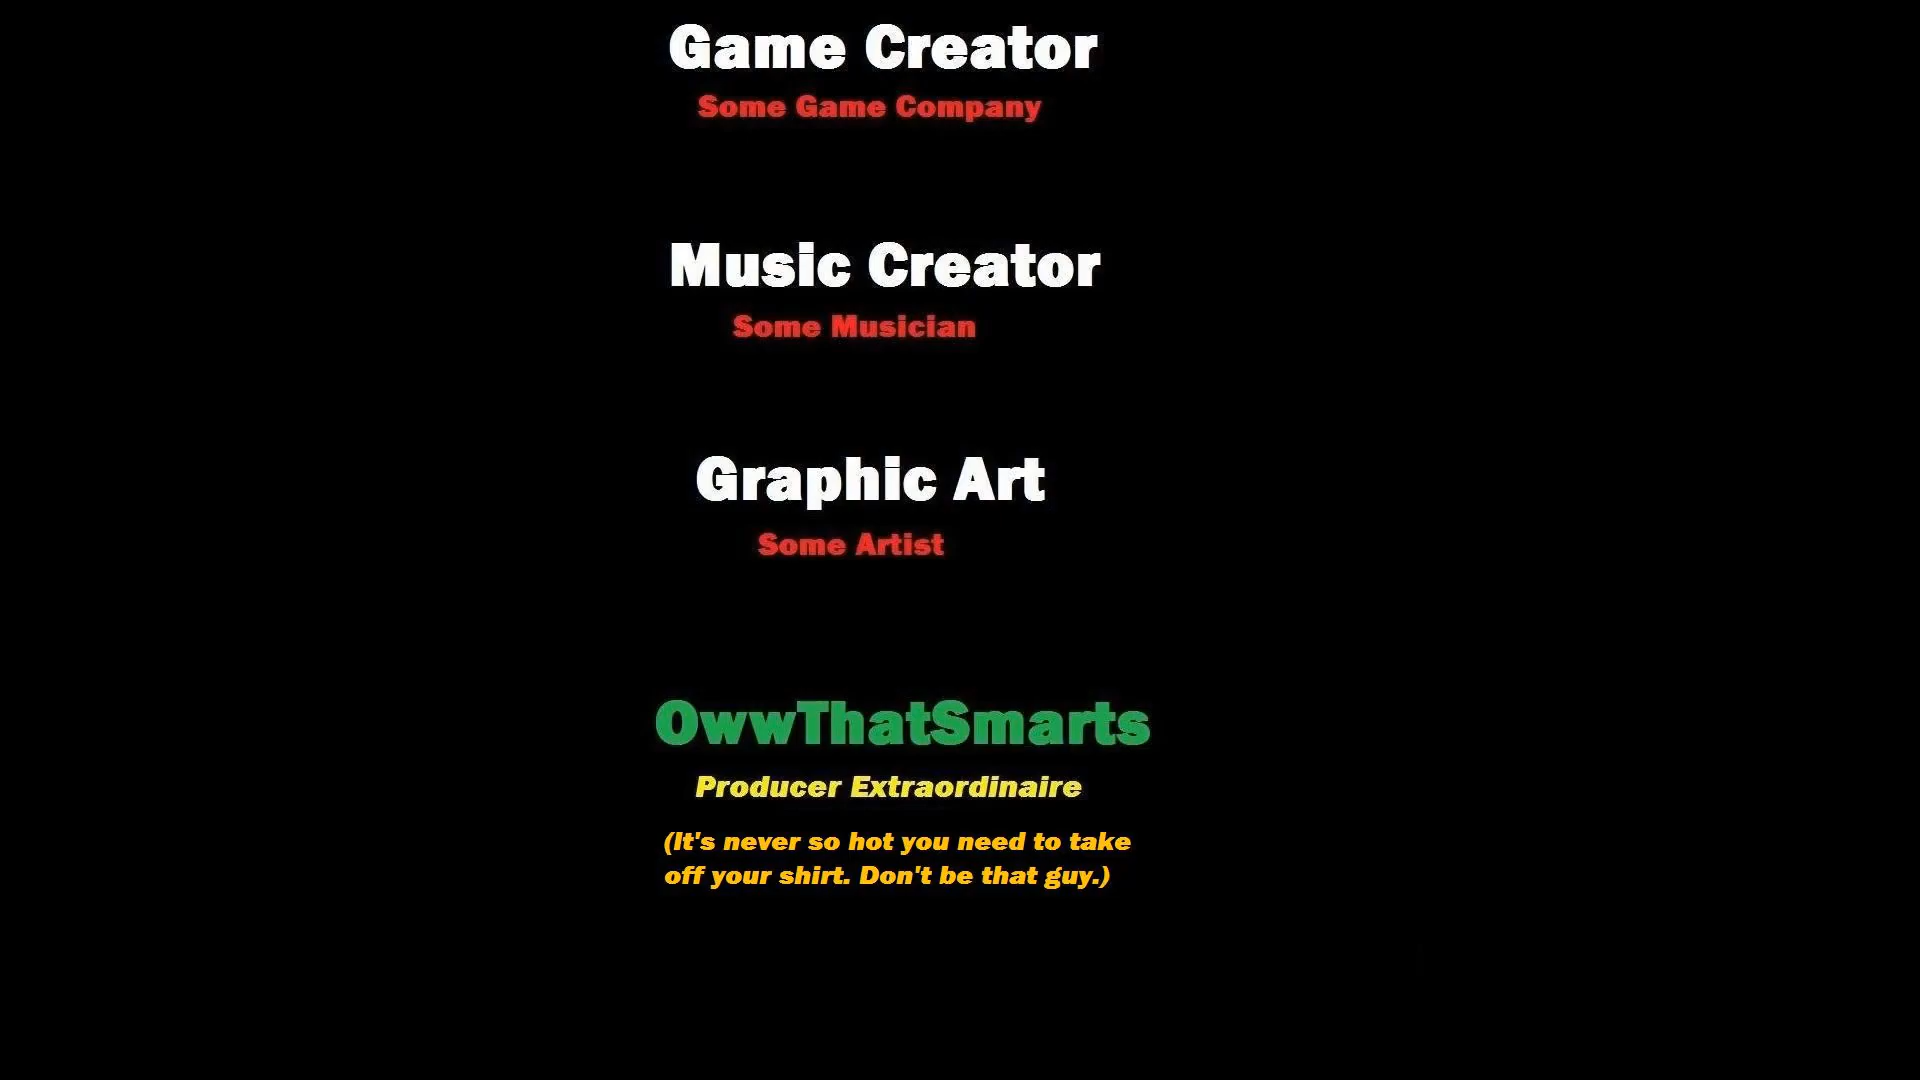 Game Creator
Some Game Company
Music Creator
Some Musician
Graphic Art
Some Artist
OwwThatSmarts
Producer Extraordinaire
(It's never so hot you need to take
off your shirt. Don't be that guy.)